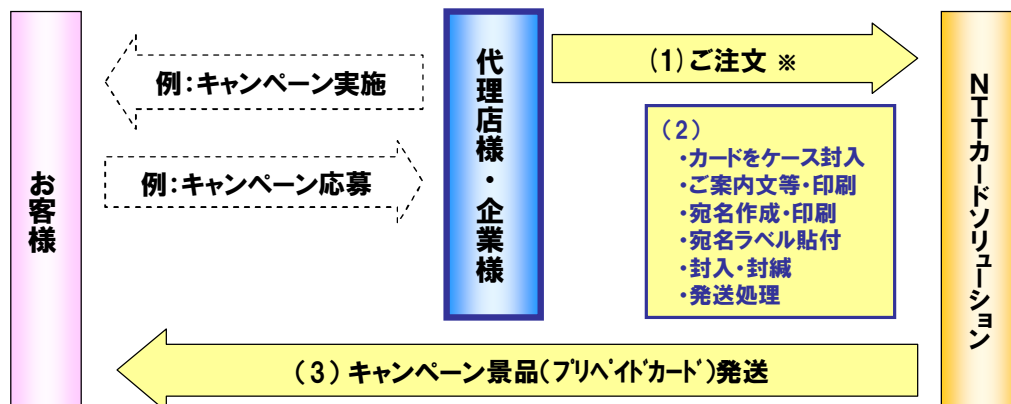 お客様
例：キャンペーン実施
例：キャンペーン応募
代理店様・企業様
(1)ご注文 ※
（2）
・カードをケース封入
・ご案内文等・印刷
・宛名作成・印刷
・宛名ラベル貼付
・封入・封緘
・発送処理
NTTカードソリューション
（3）キャンペーン景品(ﾌﾟﾘﾍﾟｲﾄﾞｶｰﾄﾞ)発送